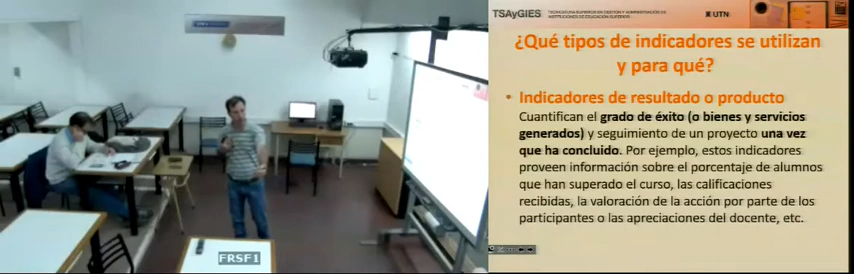 TSAyGIES
UTN
¿Qué tipos de indicadores se utilizan
y para qué?
• Indicadores de resultado o producto
Cuantifican el grado de éxito (o bienes y servicios
generados) y seguimiento de un proyecto una vez
que ha concluido. Por ejemplo, estos indicadores
proveen información sobre el porcentaje de alumnos
que han superado el curso, las calificaciones
recibidas, la valoración de la acción por parte de los
participantes o las apreciaciones del docente, etc.
FRSF1